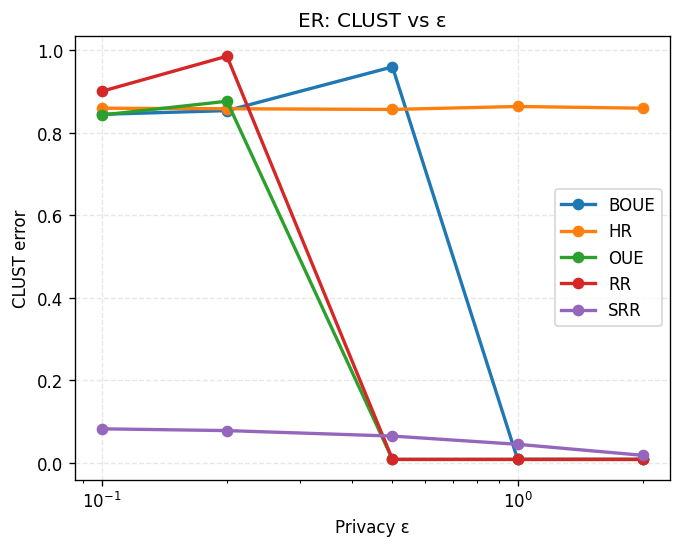 ER: CLUST vs ε
CLUST error
1.0
0.8
0.6
0.4
0.2
0.0
BOUE
HR
OUE
RR
SRR
10⁻¹
10⁰
Privacy ε